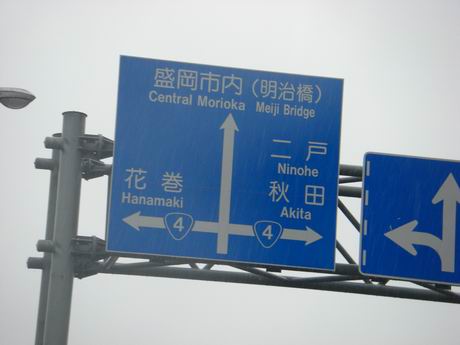 盛岡市内（明治橋）
Central Morioka Meiji Bridge
二戸
Ninohe
花巻
Hanamaki
秋田
Akita
4
4